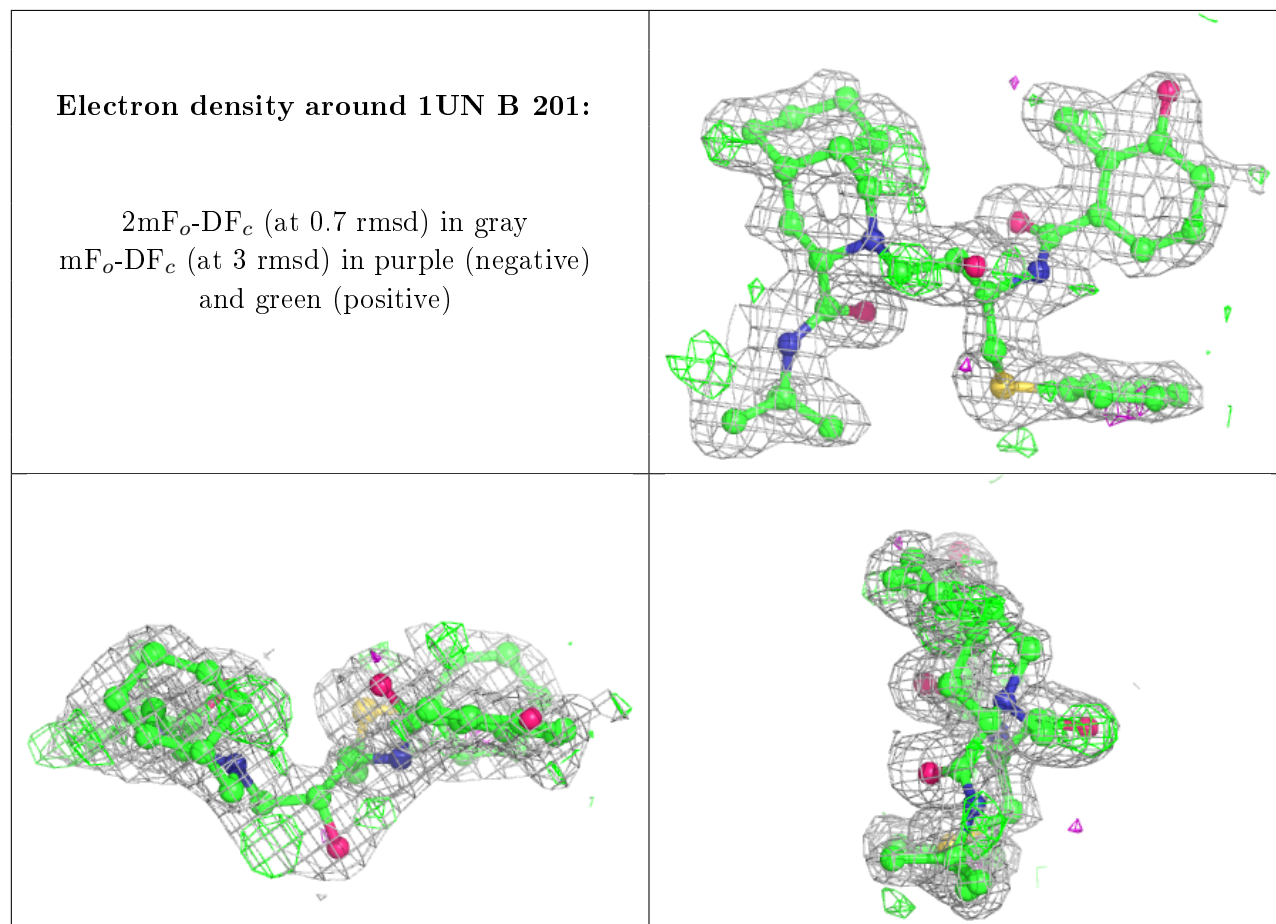 Electron density around 1UN B 201:
2mFo-DFc (at 0.7 rmsd) in gray
mFo-DFc (at 3 rmsd) in purple (negative)
and green (positive)